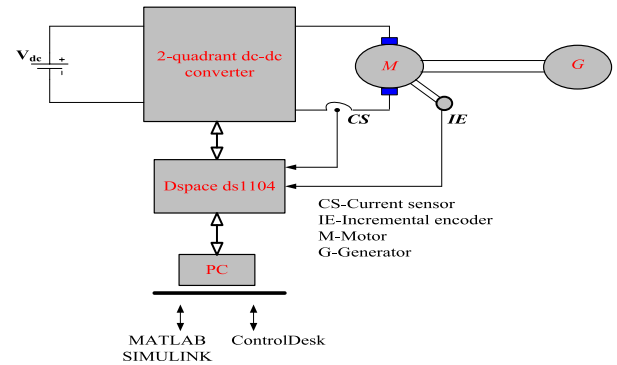 2-quadrant dc-dc
converter
V dc
+
-
M
G
CS
IE
Dspace ds1104
CS-Current sensor
IE-Incremental encoder
M-Motor
G-Generator
PC
MATLAB
SIMULINK
ControlDesk